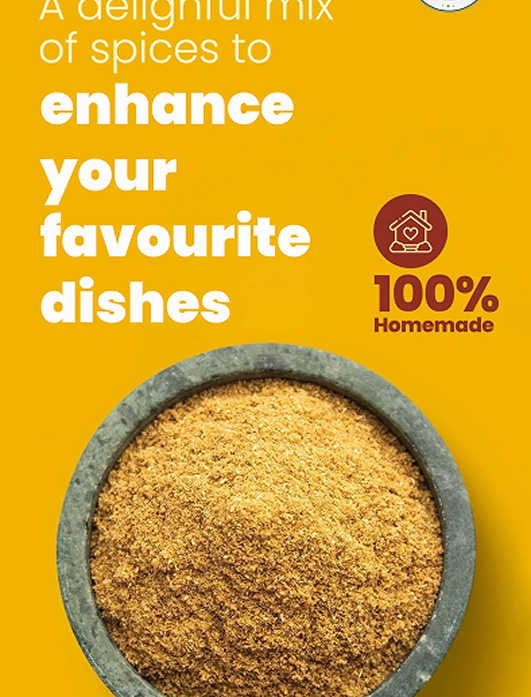 A delightful mix
of spices to
enhance
your
favourite
dishes
100%
Homemade